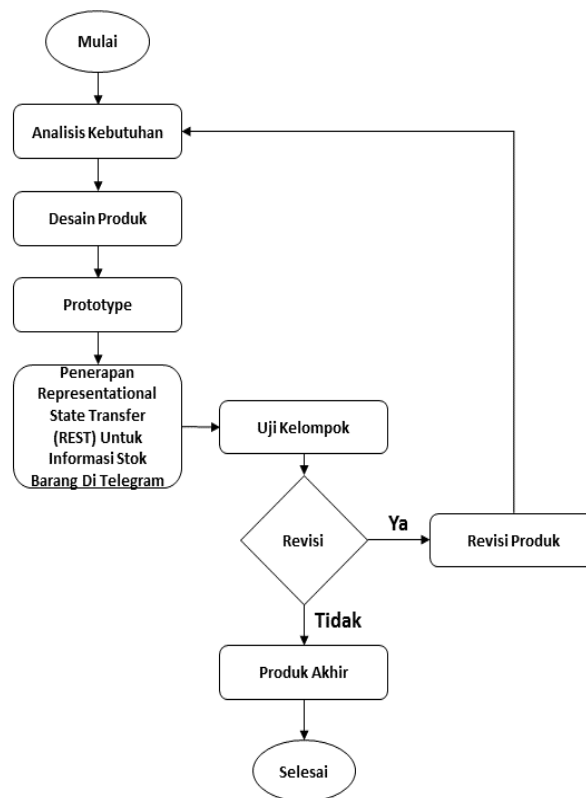 Mulai
Analisis Kebutuhan
Desain Produk
Prototype
Penerapan
Representational
State Transfer
(REST) Untuk
Informasi Stok
Barang Di Telegram
Uji Kelompok
Revisi
Ya
Revisi Produk
Tidak
Produk Akhir
Selesai